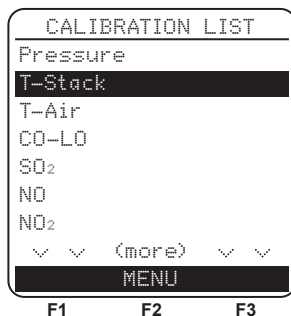 CALIBRATION LIST
Pressure
T-Stack
T-Air
CO-LO
SO₂
NO
NO₂
(more)
MENU
F1 F2 F3